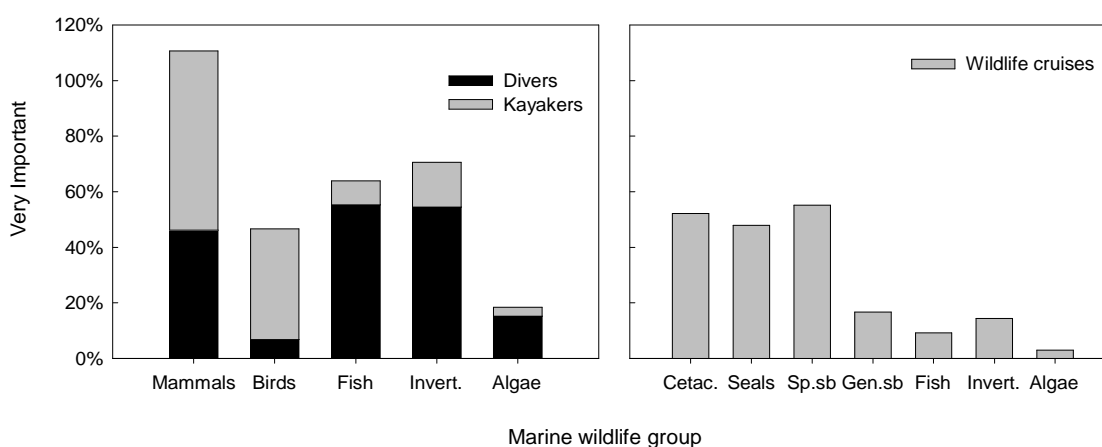 Very Important
120%
100%
80%
60%
40%
20%
0%
Divers
Kayakers
Mammals Birds Fish Invert. Algae
Wildlife cruises
Cetac. Seals Sp.sb Gen.sb Fish Invert. Algae
Marine wildlife group